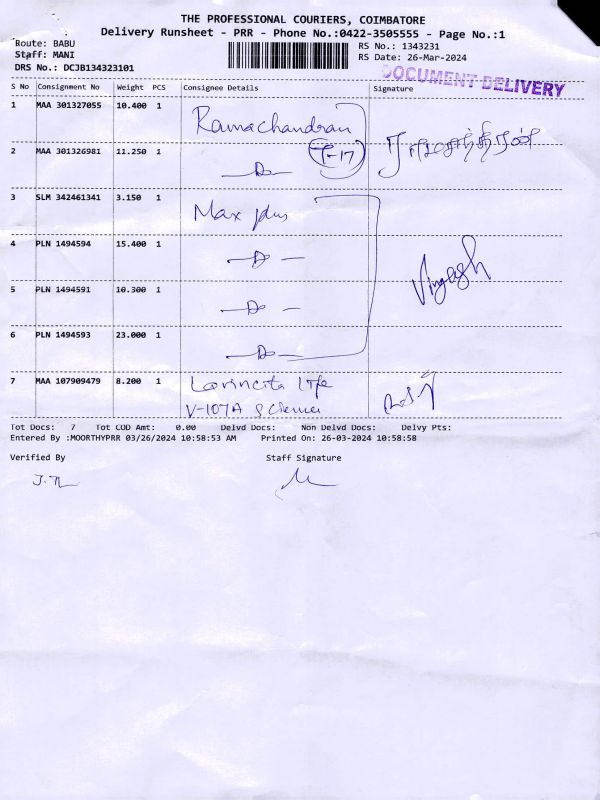 THE PROFESSIONAL COURIERS, COIMBATORE
Delivery Runsheet - PRR - Phone No.:0422-3505555 - Page No.:1
Route: BABU
Staff: MANI
DRS No.: DCJB134323101
RS No.: 1343231
RS Date: 26-Mar-2024
DOCUMENT DELIVERY
S No Consignment No Weight PCS Consignee Details Signature
1 MAA 301327055 10.400 1 Ramachandran
T-17
2 MAA 301326981 11.250 1 -Do-
ராமசந்திரன்
3 SLM 342461341 3.150 1 Max plus
4 PLN 1494594 15.400 1 -Do-
5 PLN 1494591 10.300 1 -Do-
6 PLN 1494593 23.000 1 -Do-
7 MAA 107909479 8.200 1 life
V-107A
Tot Docs: 7 Tot COD Amt: 0.00 Delvd Docs: Non Delvd Docs: Delvy Pts:
Entered By :MOORTHYPRR 03/26/2024 10:58:53 AM Printed On: 26-03-2024 10:58:58
Verified By Staff Signature